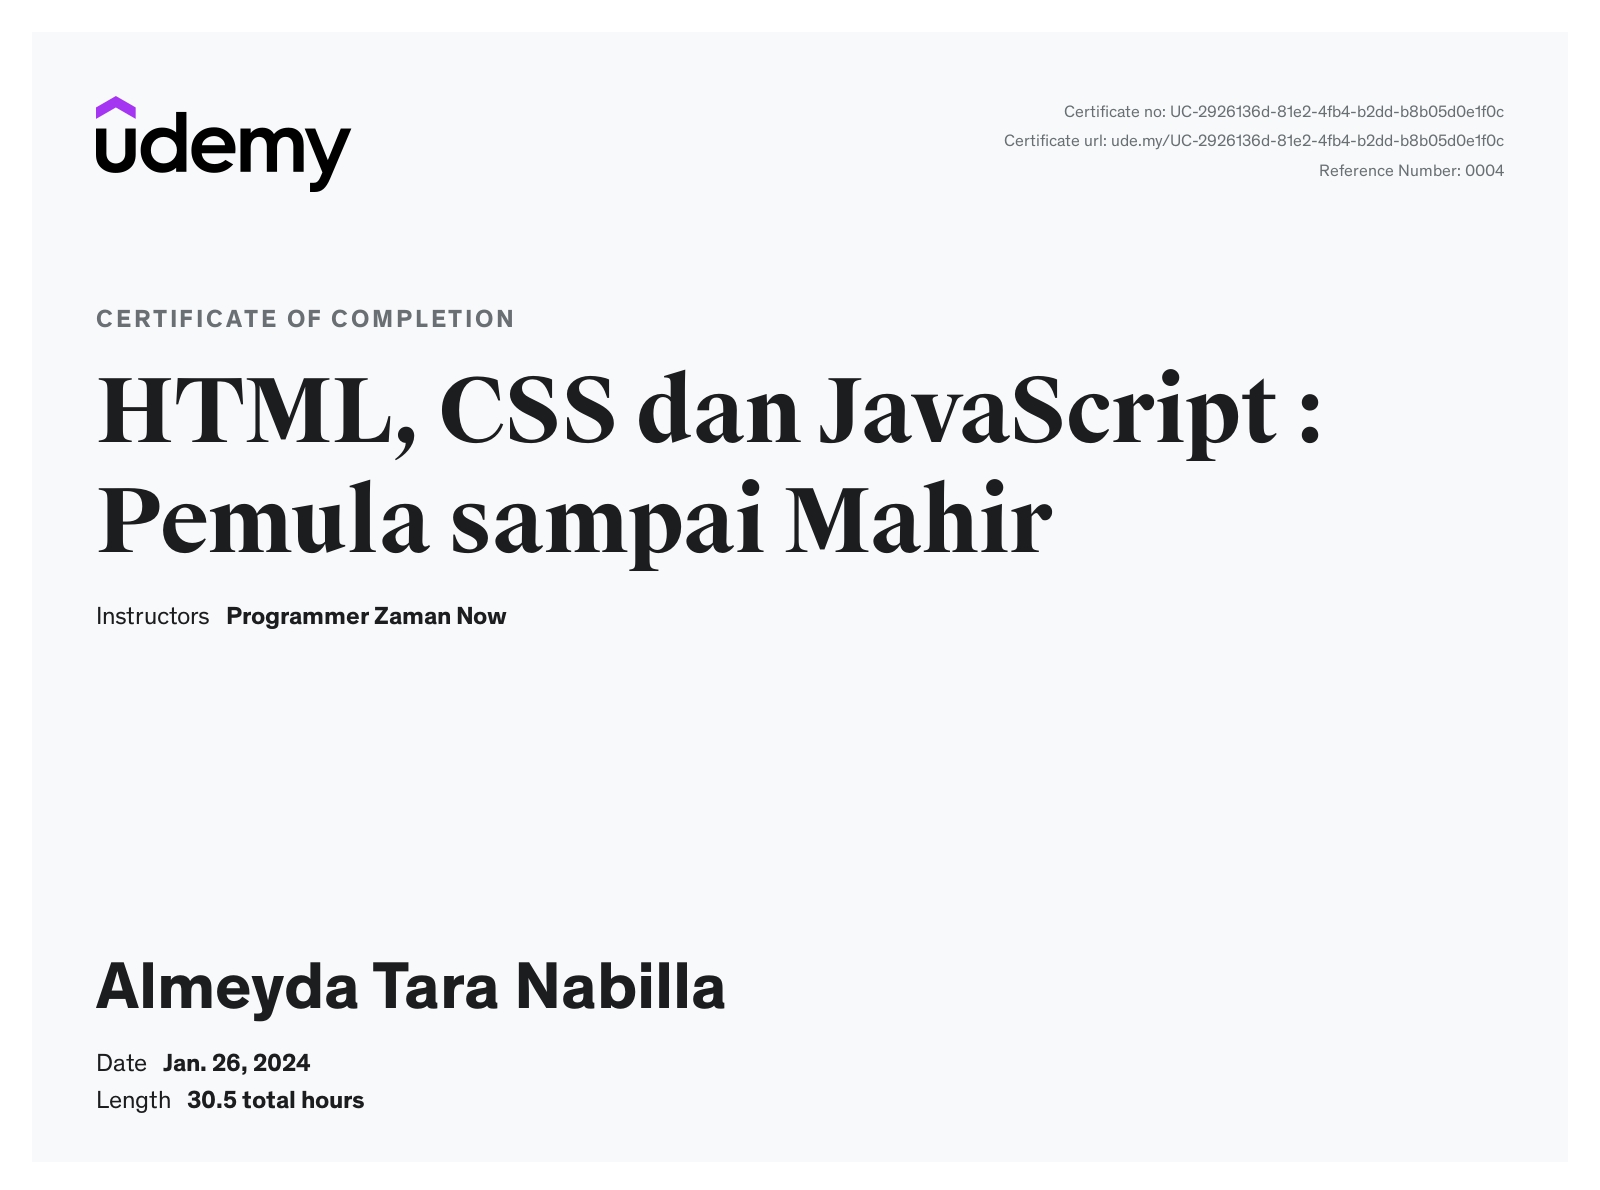 udemy
Certificate no: UC-2926136d-81e2-4fb4-b2dd-b8b05d0e1f0c
Certificate url: ude.my/UC-2926136d-81e2-4fb4-b2dd-b8b05d0e1f0c
Reference Number: 0004
CERTIFICATE OF COMPLETION
HTML, CSS dan JavaScript :
Pemula sampai Mahir
Instructors Programmer Zaman Now
Almeyda Tara Nabilla
Date Jan. 26, 2024
Length 30.5 total hours